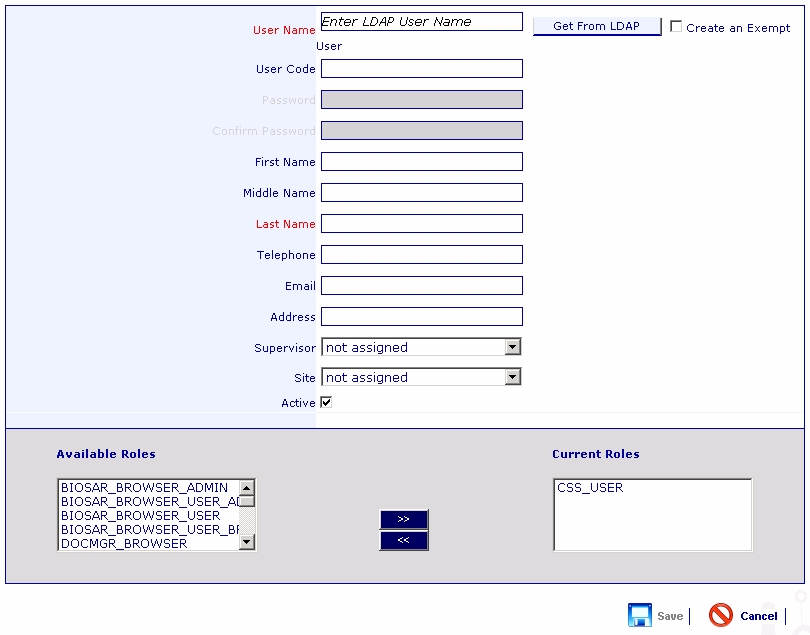 User Name Enter LDAP User Name Get From LDAP Create an Exempt
User
User Code
Password
Confirm Password
First Name
Middle Name
Last Name
Telephone
Email
Address
Supervisor not assigned
Site not assigned
Active
Available Roles Current Roles
BIOSAR_BROWSER_ADMIN CSS_USER
BIOSAR_BROWSER_USER_AD
BIOSAR_BROWSER_USER
BIOSAR_BROWSER_USER_BR
DOCMGR_BROWSER
>>
<<
Save | Cancel |